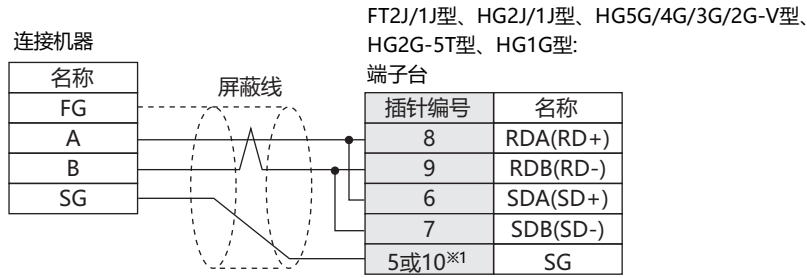 FT2J/1J型、HG2J/1J型、HG5G/4G/3G/2G-V型、
HG2G-5T型、HG1G型:
连接机器
端子台
名称
屏蔽线
FG
A
B
SG
插针编号 名称
8 RDA(RD+)
9 RDB(RD-)
6 SDA(SD+)
7 SDB(SD-)
5或10※1 SG